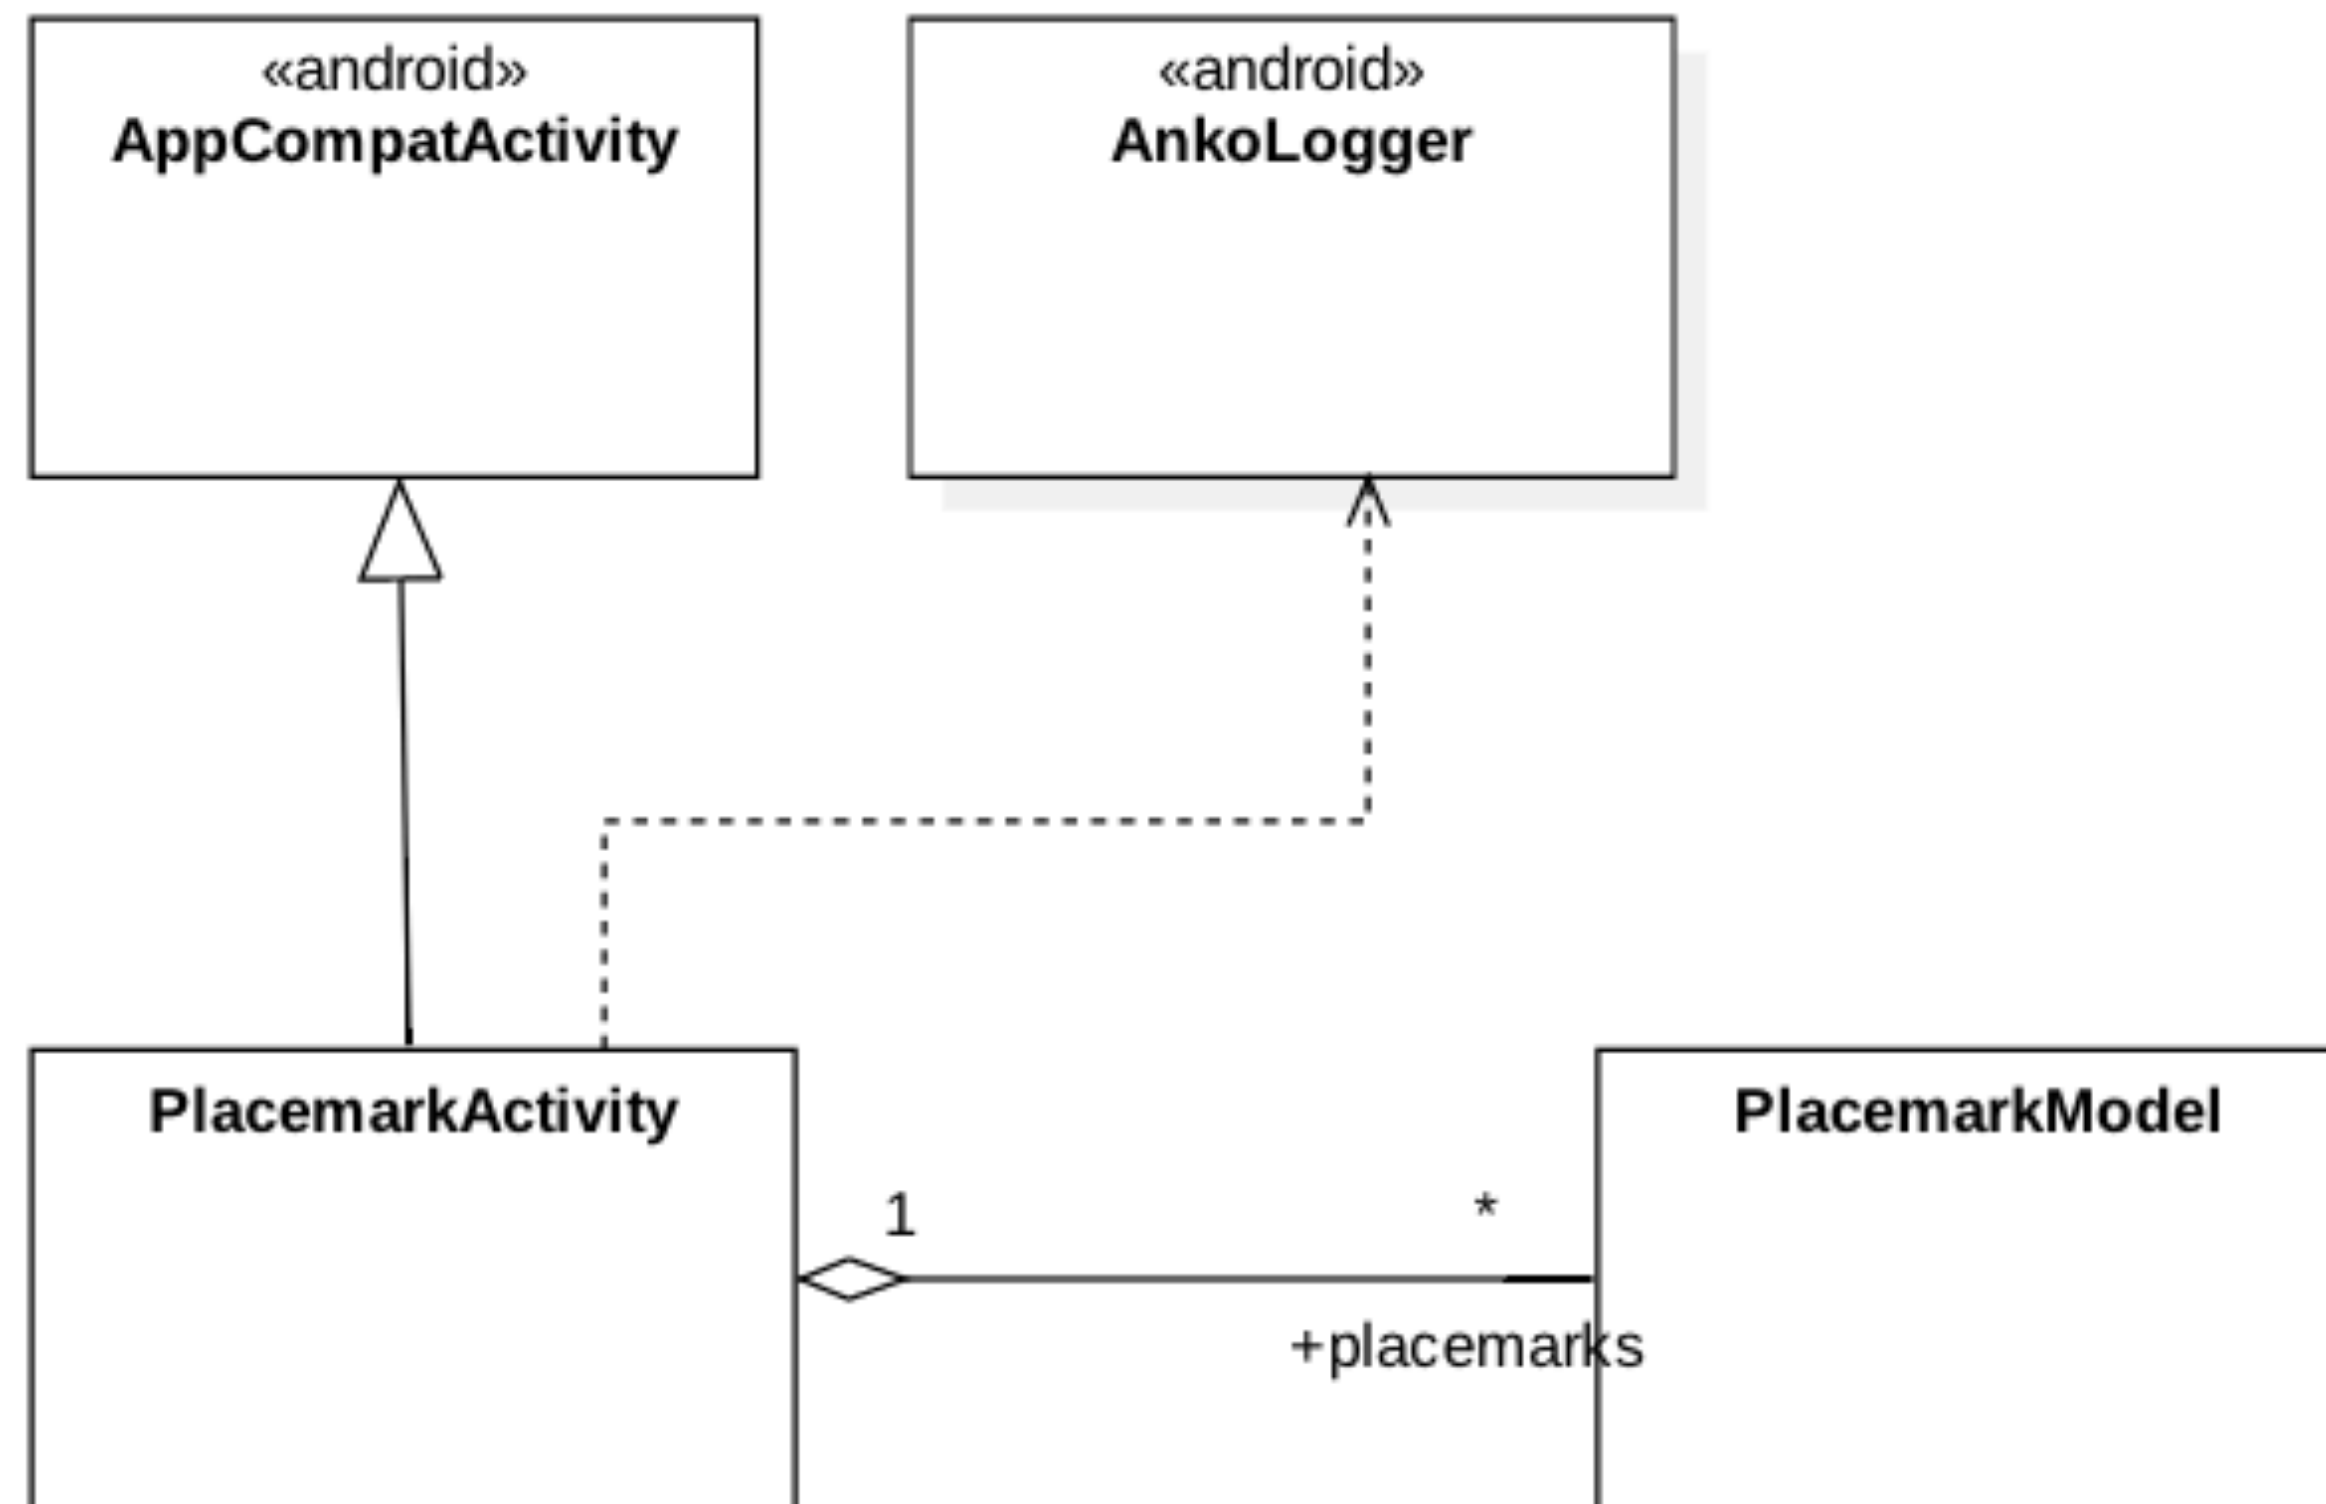 «android»
AppCompatActivity
«android»
AnkoLogger
PlacemarkActivity
PlacemarkModel
1
*
+placemarks